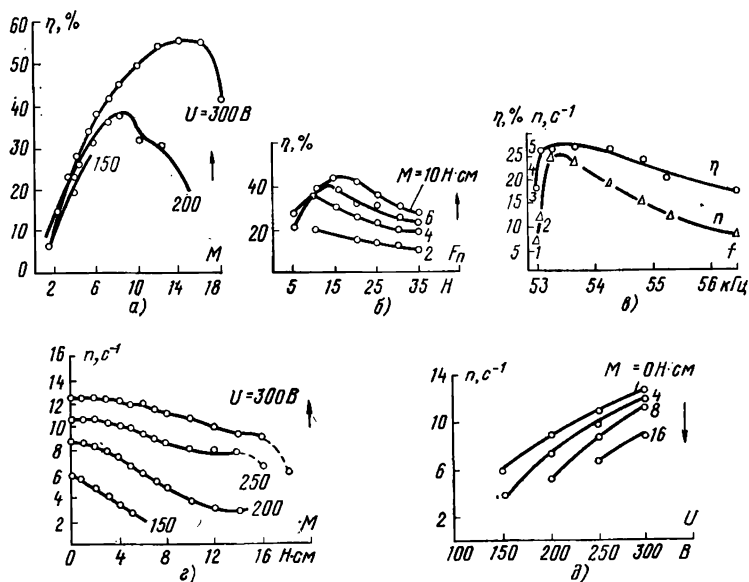 η, %
60
50
40
30
20
10
0
U = 300 В
150
200
М
2 6 10 14 18
а)
η, %
40
20
М = 10 Н·см
6
4
2
Fп
5 15 25 35 Н
б)
η, % n, с⁻¹
25 5
20 4
15 3
10 2
5 1
η
n
f
53 54 55 56 кГц
в)
n, с⁻¹
16
14
12
10
8
6
4
2
U = 300 В
250
200
150
М
0 4 8 12 16 Н·см
г)
n, с⁻¹
14
10
6
2
М = 0 Н·см
4
8
16
U
100 150 200 250 300 В
д)